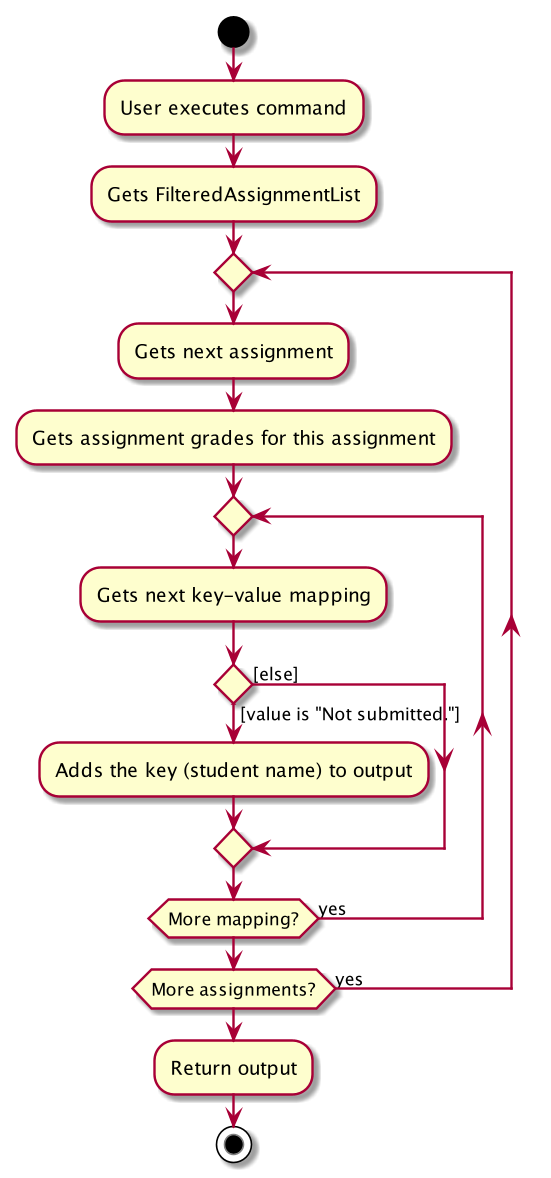 User executes command
Gets FilteredAssignmentList
Gets next assignment
Gets assignment grades for this assignment
Gets next key-value mapping
[else]
[value is "Not submitted."]
Adds the key (student name) to output
More mapping?
yes
More assignments?
yes
Return output